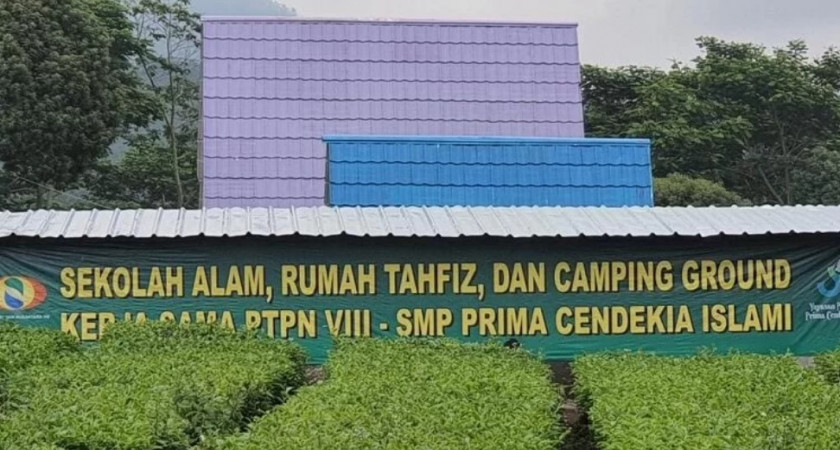 SEKOLAH ALAM, RUMAH TAHFIZ, DAN CAMPING GROUND
KERJA SAMA PTPN VIII - SMP PRIMA CENDEKIA ISLAMI